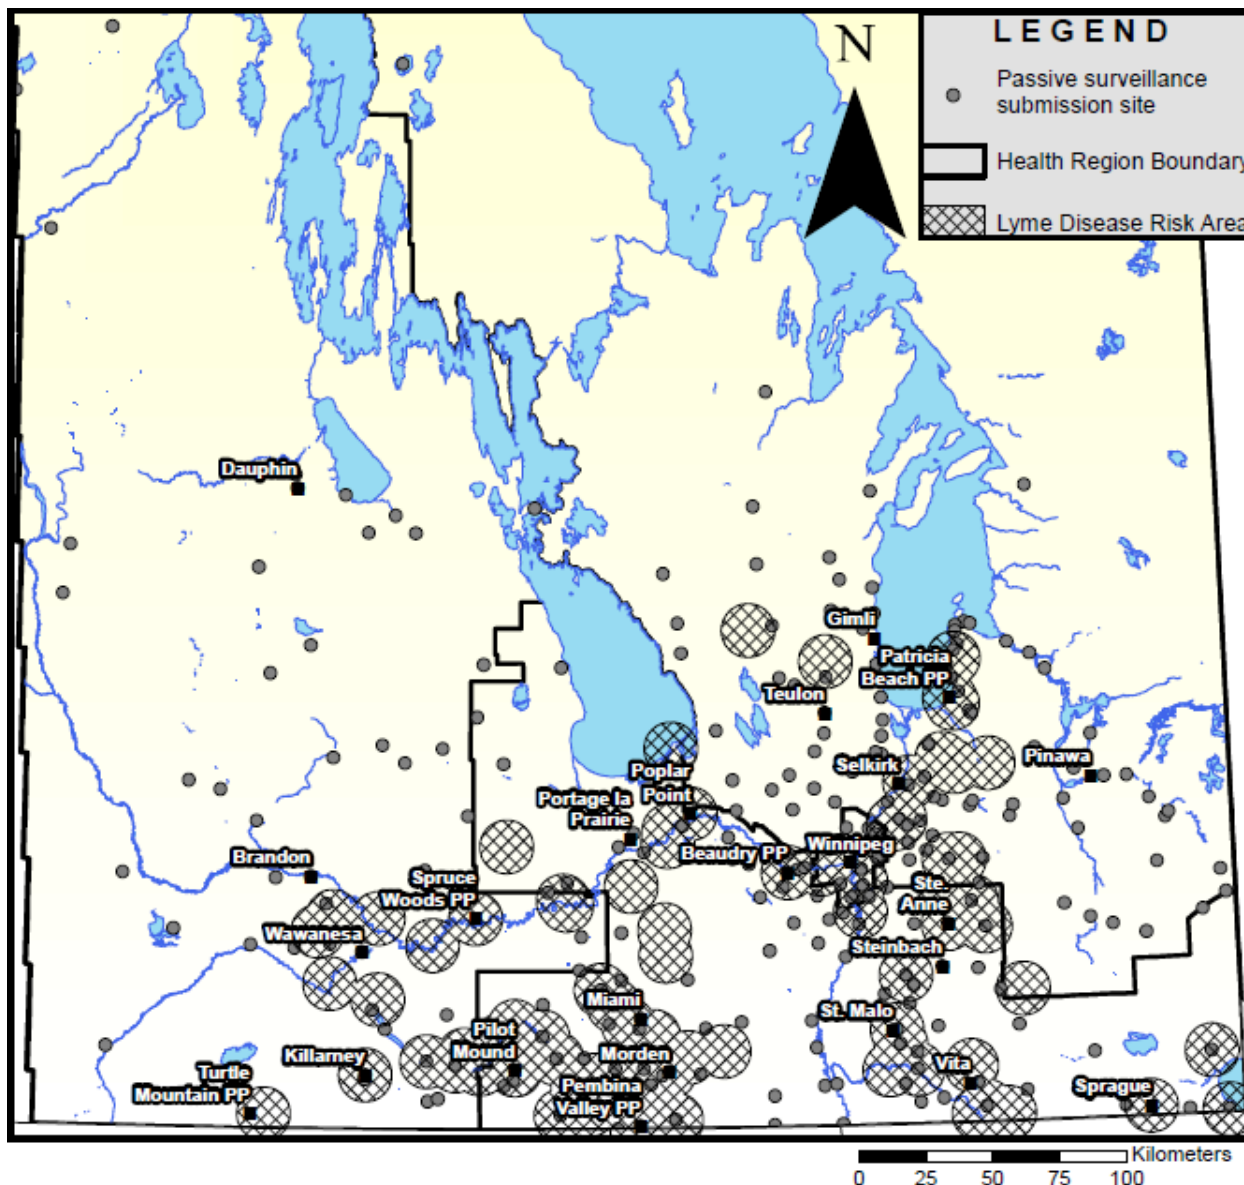 N
LEGEND
Passive surveillance
submission site
Health Region Boundary
Lyme Disease Risk Area
Dauphin
Gimli
Patricia
Beach PP
Teulon
Pinawa
Selkirk
Poplar
Point
Portage la
Prairie
Winnipeg
Beaudry PP
Brandon
Spruce
Woods PP
Ste.
Anne
Wawanesa
Steinbach
Miami
St. Malo
Pilot
Mound
Killarney
Morden
Vita
Turtle
Mountain PP
Pembina
Valley PP
Sprague
Kilometers
0 25 50 75 100